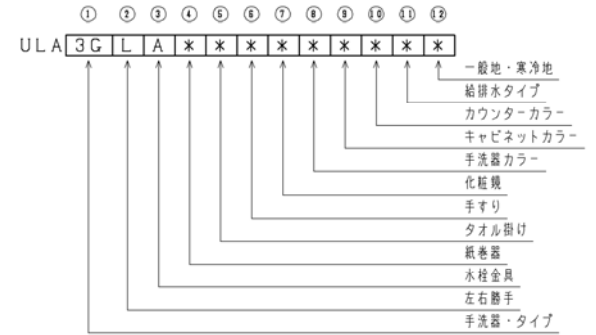 ① ② ③ ④ ⑤ ⑥ ⑦ ⑧ ⑨ ⑩ ⑪ ⑫
ULA 3G L A * * * * * * * * *
一般地・寒冷地
給排水タイプ
カウンターカラー
キャビネットカラー
手洗器カラー
化粧鏡
手すり
タオル掛け
紙巻器
水栓金具
左右勝手
手洗器・タイプ